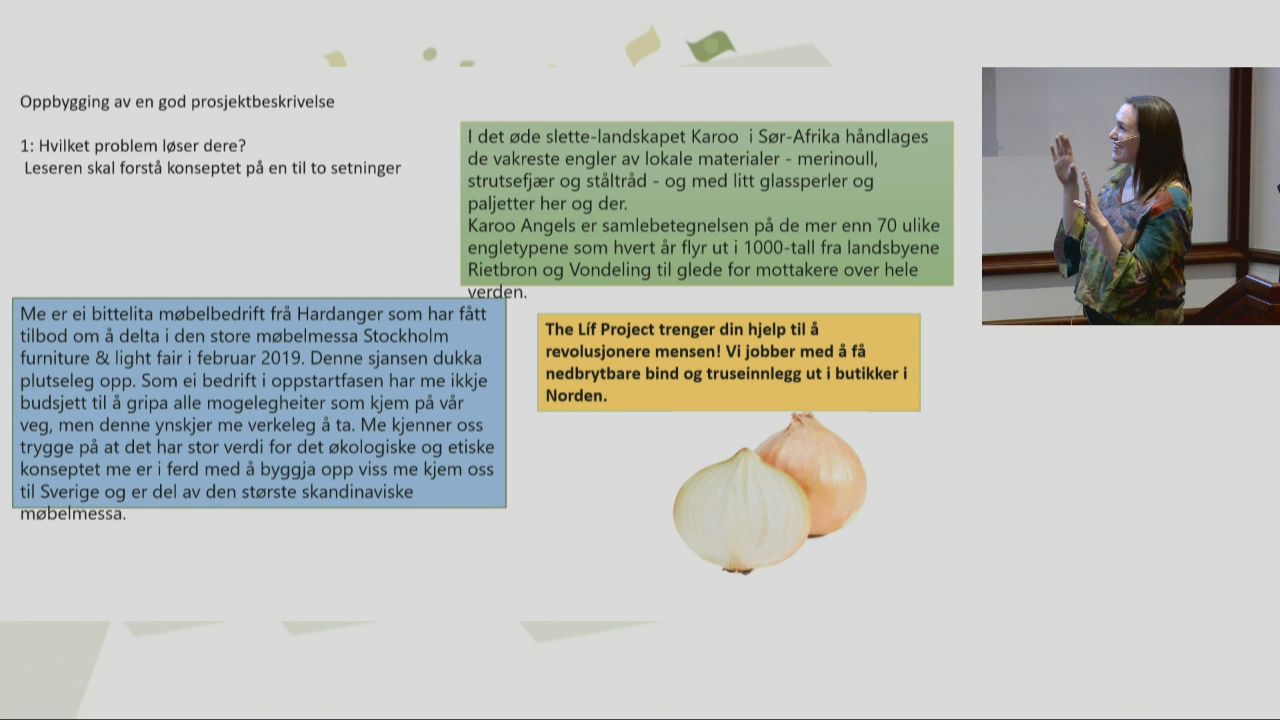 Oppbygging av en god prosjektbeskrivelse
1: Hvilket problem løser dere?
Leseren skal forstå konseptet på en til to setninger
I det øde slette-landskapet Karoo i Sør-Afrika håndlages
de vakreste engler av lokale materialer - merinoull,
strutsefjær og ståltråd - og med litt glassperler og
paljetter her og der.
Karoo Angels er samlebetegnelsen på de mer enn 70 ulike
engletypene som hvert år flyr ut i 1000-tall fra landsbyene
Rietbron og Vondeling til glede for mottakere over hele
verden.
Me er ei bittelita møbelbedrift frå Hardanger som har fått
tilbod om å delta i den store møbelmessa Stockholm
furniture & light fair i februar 2019. Denne sjansen dukka
plutseleg opp. Som ei bedrift i oppstartfasen har me ikkje
budsjett til å gripa alle mogelegheiter som kjem på vår
veg, men denne ynskjer me verkeleg å ta. Me kjenner oss
trygge på at det har stor verdi for det økologiske og etiske
konseptet me er i ferd med å byggja opp viss me kjem oss
til Sverige og er del av den største skandinaviske
møbelmessa.
The Líf Project trenger din hjelp til å
revolusjonere mensen! Vi jobber med å få
nedbrytbare bind og truseinnlegg ut i butikker i
Norden.